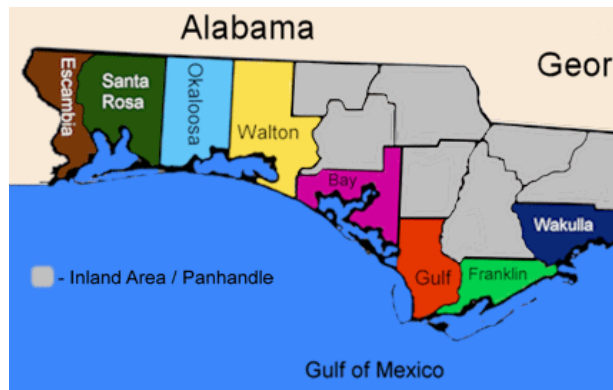 Alabama
Geor
Escambia
Santa
Rosa
Okaloosa
Walton
Bay
Wakulla
Gulf
Franklin
- Inland Area / Panhandle
Gulf of Mexico